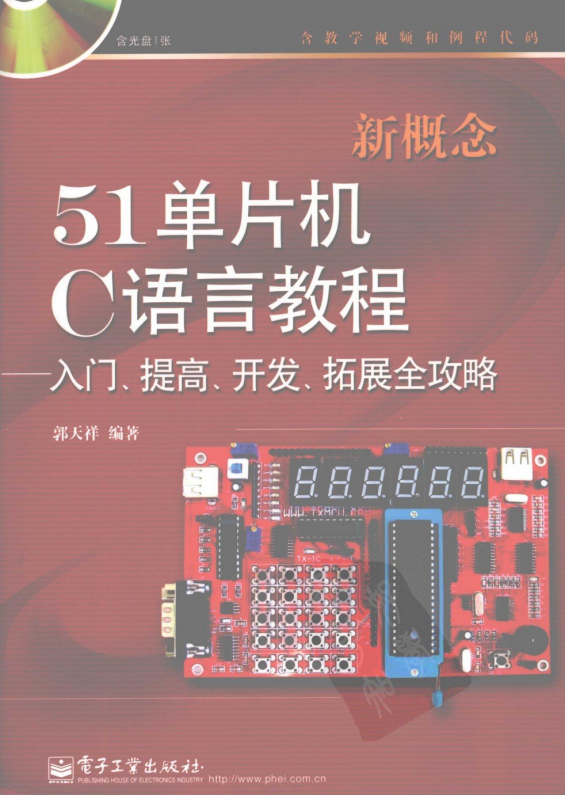 含光盘1张
含教学视频和例程代码
新概念
51单片机
C语言教程
——入门、提高、开发、拓展全攻略
郭天祥 编著
TX-1C
電子工業出版社
PUBLISHING HOUSE OF ELECTRONICS INDUSTRY http://www.phei.com.cn